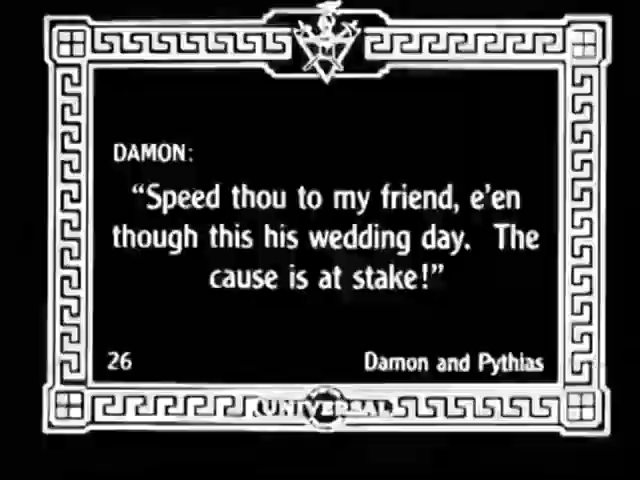 DAMON:
“Speed thou to my friend, e’en
though this his wedding day. The
cause is at stake!”
26
Damon and Pythias
UNIVERSAL